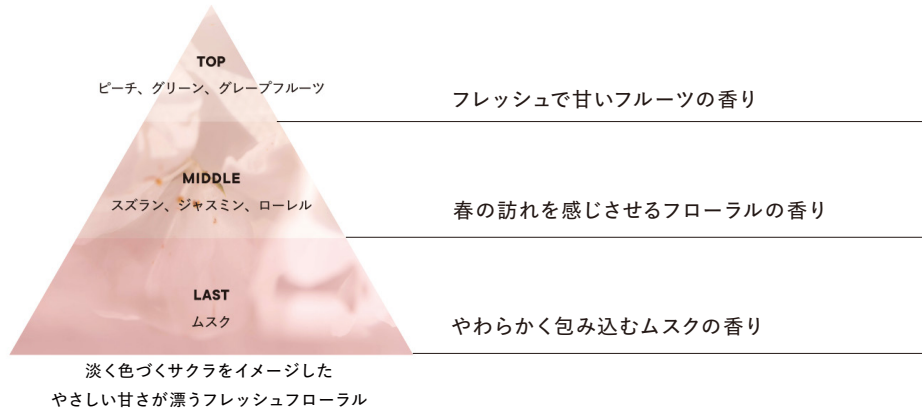 TOP
ピーチ、グリーン、グレープフルーツ
フレッシュで甘いフルーツの香り
MIDDLE
スズラン、ジャスミン、ローレル
春の訪れを感じさせるフローラルの香り
LAST
ムスク
やわらかく包み込むムスクの香り
淡く色づくサクラをイメージした
やさしい甘さが漂うフレッシュフローラル